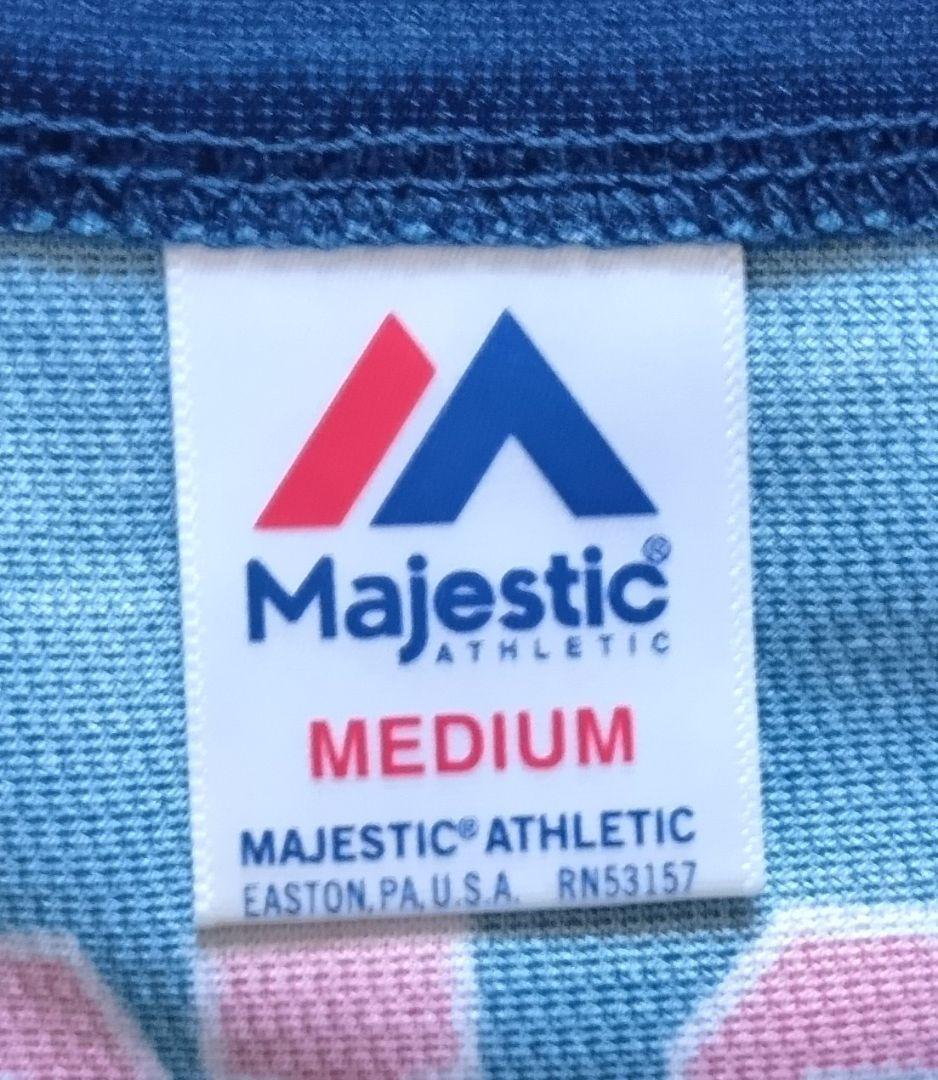 Majestic®
ATHLETIC
MEDIUM
MAJESTIC® ATHLETIC
EASTON, PA, U.S.A. RN53157